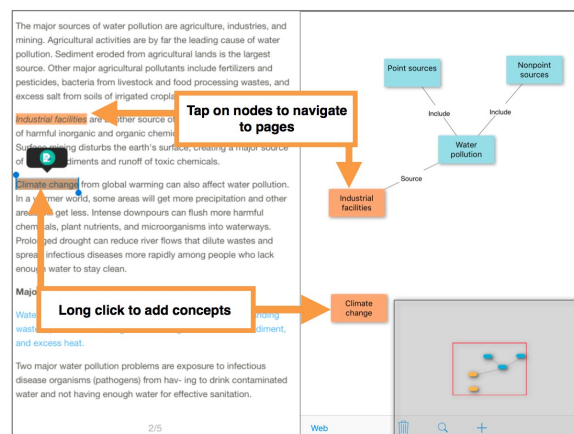 The major sources of water pollution are agriculture, industries, and
mining. Agricultural activities are by far the leading cause of water
pollution. Sediment eroded from agricultural lands is the largest
source. Other major agricultural pollutants include fertilizers and
pesticides, bacteria from livestock and food processing wastes, and
excess salt from soils of irrigated
Industrial facilities are another source of
of harmful inorganic and organic
Surface mining disturbs the earth's surface, creating a major source
of sediments and runoff of toxic chemicals.
Climate change from global warming can also affect water pollution.
In a warmer world, some areas will get more precipitation and other
areas get less. Intense downpours can flush more harmful
chemicals, plant nutrients, and microorganisms into waterways.
Prolonged drought can reduce river flows that dilute wastes and
spread infectious diseases more rapidly among people who lack
enough water to stay clean.
and excess heat.
Two major water pollution problems are exposure to infectious
disease organisms (pathogens) from hav- ing to drink contaminated
water and not having enough water for effective sanitation.
2/5
Tap on nodes to navigate
to pages
Long click to add concepts
Point sources
Nonpoint
sources
Include
Include
Water
pollution
Source
Industrial
facilities
Climate
change
Web